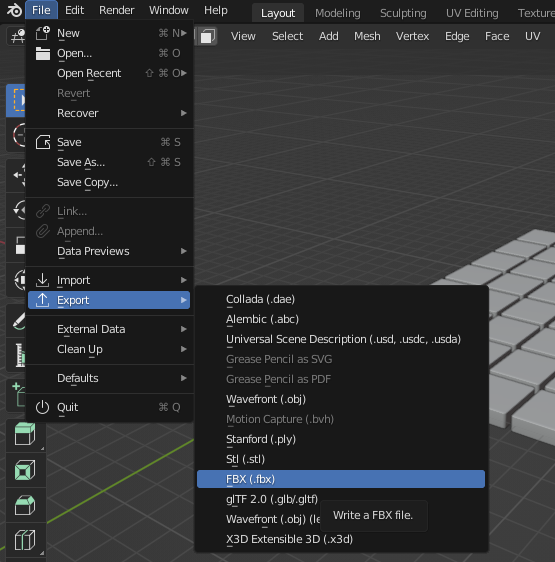 File Edit Render Window Help Layout Modeling Sculpting UV Editing Texture
View Select Add Mesh Vertex Edge Face UV
New ⌘ N
Open... ⌘ O
Open Recent ⇧ ⌘ O
Revert
Recover
Save ⌘ S
Save As... ⇧ ⌘ S
Save Copy...
Link...
Append...
Data Previews
Import
Export
External Data
Clean Up
Defaults
Quit ⌘ Q
Collada (.dae)
Alembic (.abc)
Universal Scene Description (.usd, .usdc, .usda)
Grease Pencil as SVG
Grease Pencil as PDF
Wavefront (.obj)
Motion Capture (.bvh)
Stanford (.ply)
Stl (.stl)
FBX (.fbx)
glTF 2.0 (.glb/.gltf)
Wavefront (.obj) (le
Write a FBX file.
X3D Extensible 3D (.x3d)